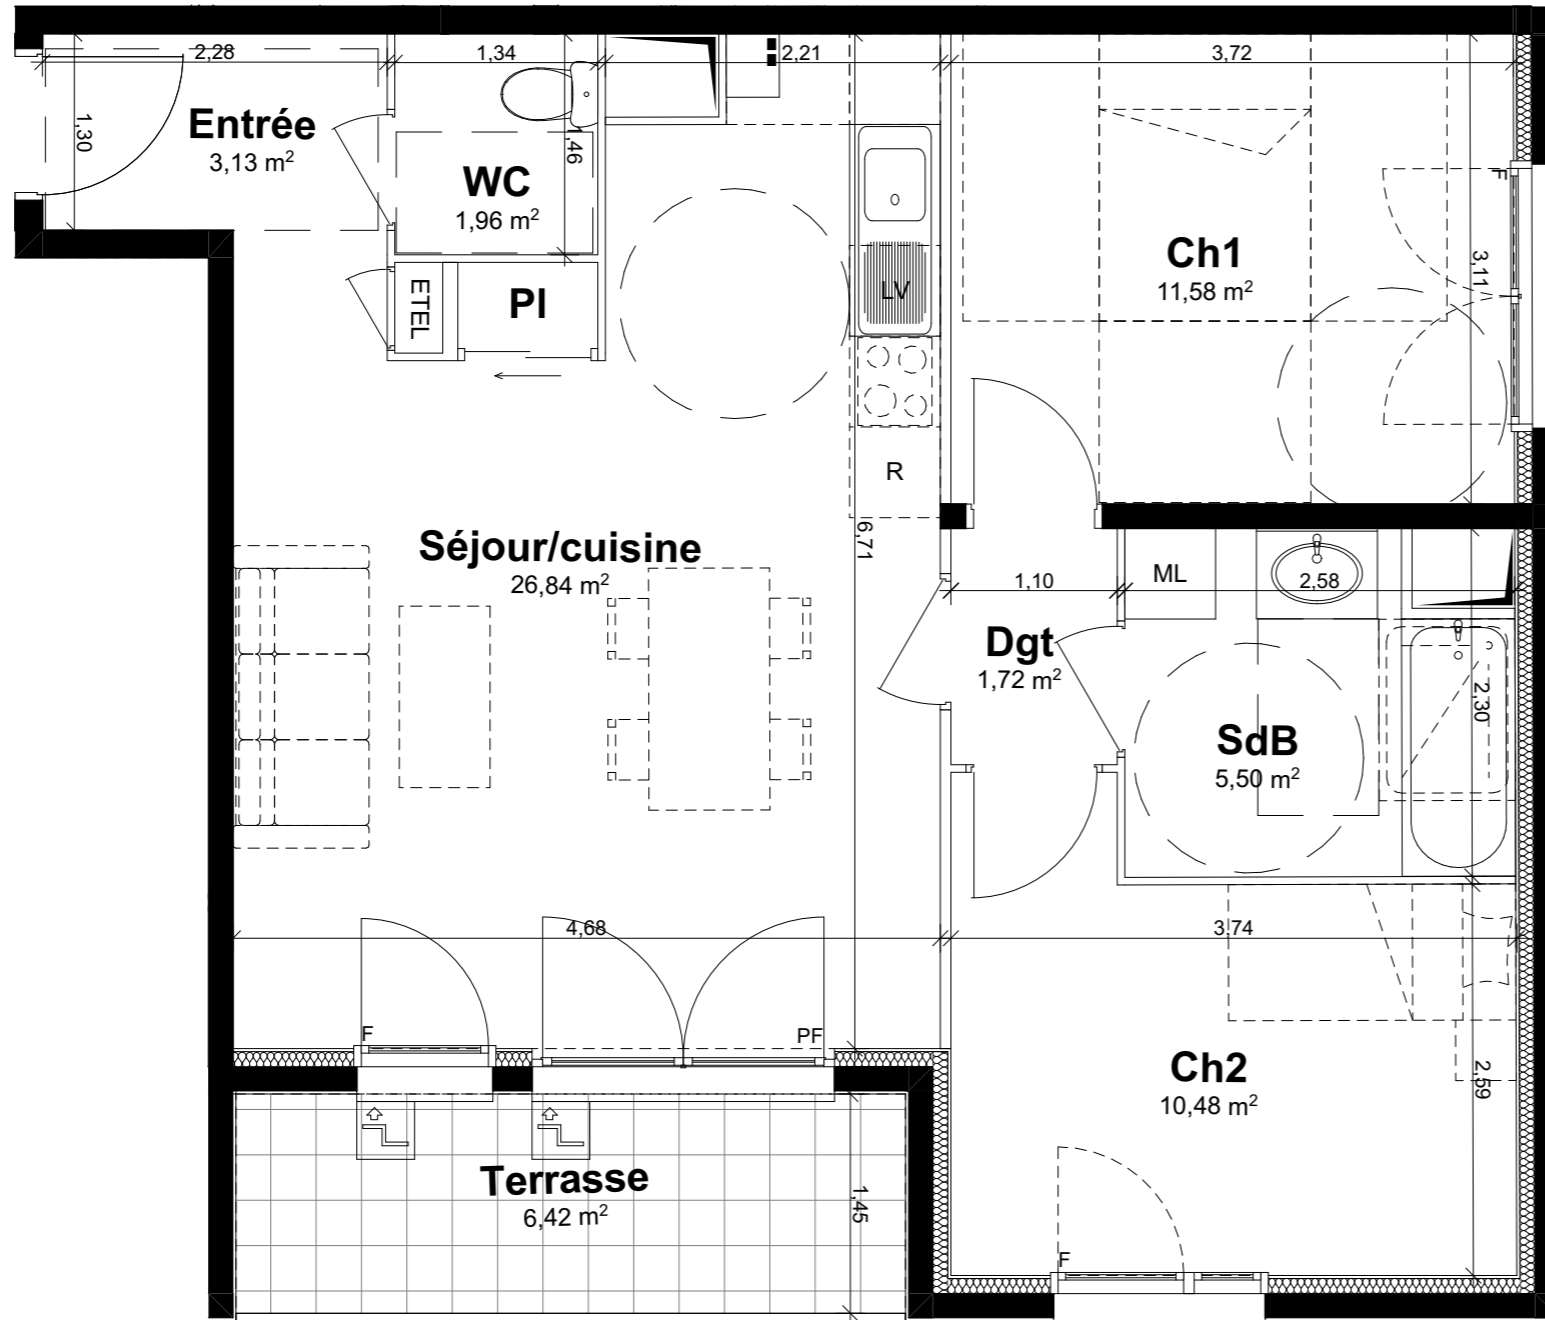 2,28
1,34
2,21
3,72
1,30
Entrée
3,13 m²
1,46
WC
1,96 m²
F
Ch1
11,58 m²
3,11
ETEL
Pl
LV
R
6,71
Séjour/cuisine
26,84 m²
1,10
ML
2,58
Dgt
1,72 m²
2,30
SdB
5,50 m²
4,68
3,74
F
PF
Ch2
10,48 m²
2,59
Terrasse
6,42 m²
1,45
F